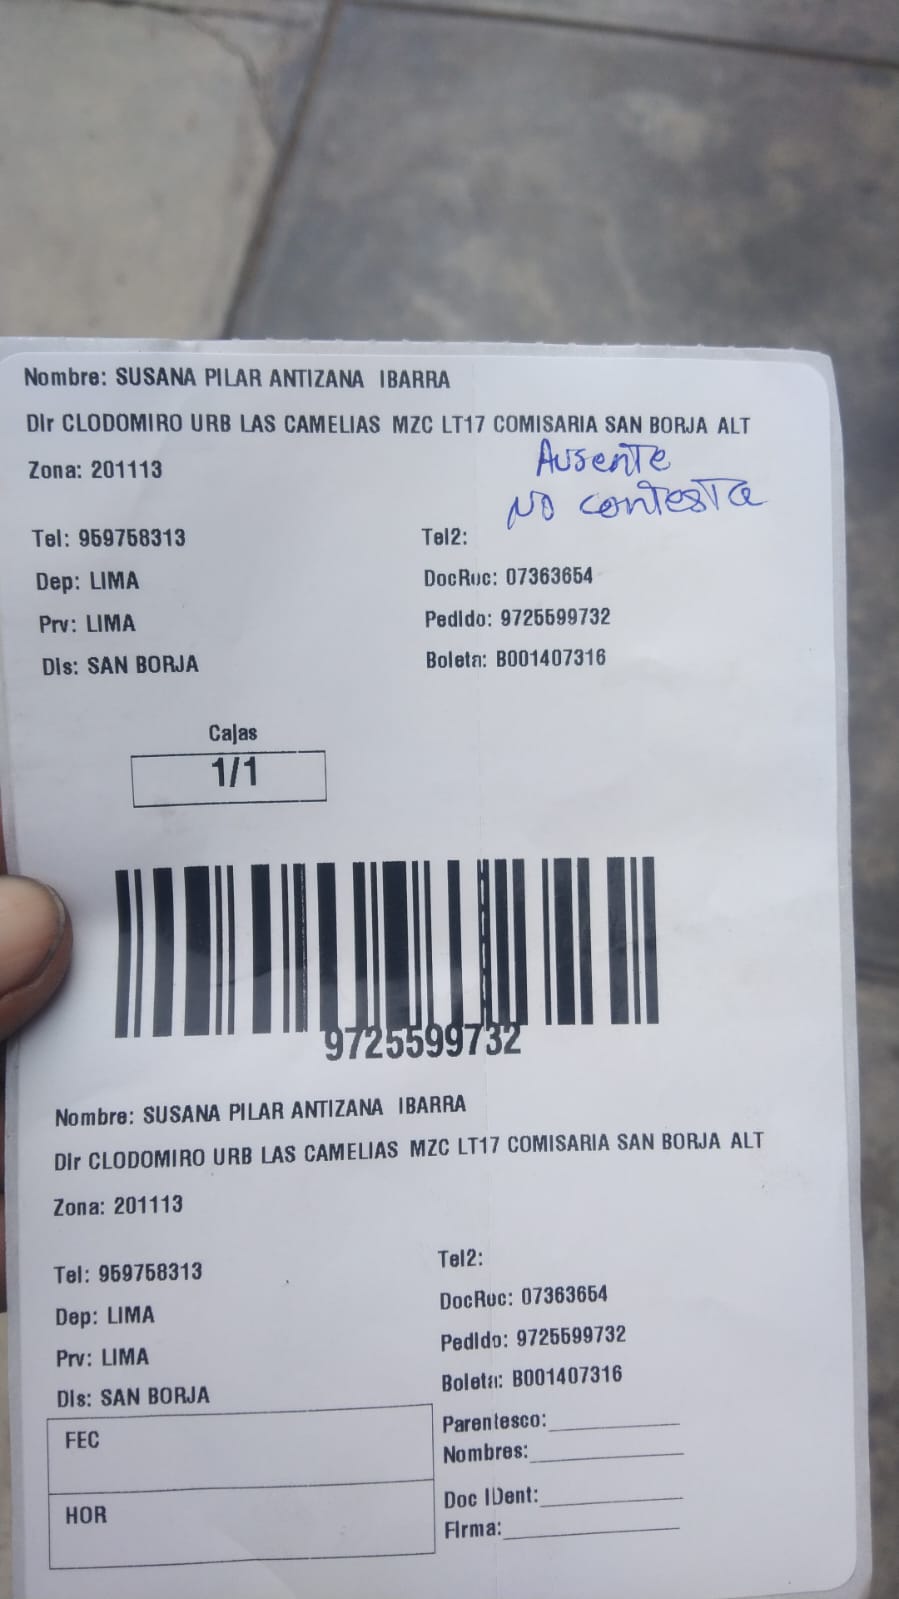 Nombre: SUSANA PILAR ANTIZANA IBARRA
DIr CLODOMIRO URB LAS CAMELIAS MZC LT17 COMISARIA SAN BORJA ALT
Zona: 201113
Ausente
No contesta
Tel: 959758313
Tel2:
Dep: LIMA
DocRuc: 07363654
Prv: LIMA
PedIdo: 9725599732
DIs: SAN BORJA
Boleta: B001407316
Cajas
1/1
9725599732
Nombre: SUSANA PILAR ANTIZANA IBARRA
DIr CLODOMIRO URB LAS CAMELIAS MZC LT17 COMISARIA SAN BORJA ALT
Zona: 201113
Tel2:
Tel: 959758313
DocRuc: 07363654
Dep: LIMA
PedIdo: 9725599732
Prv: LIMA
Boleta: B001407316
DIs: SAN BORJA
Parentesco:
FEC
Nombres:
Doc IDent:
HOR
FIrma: